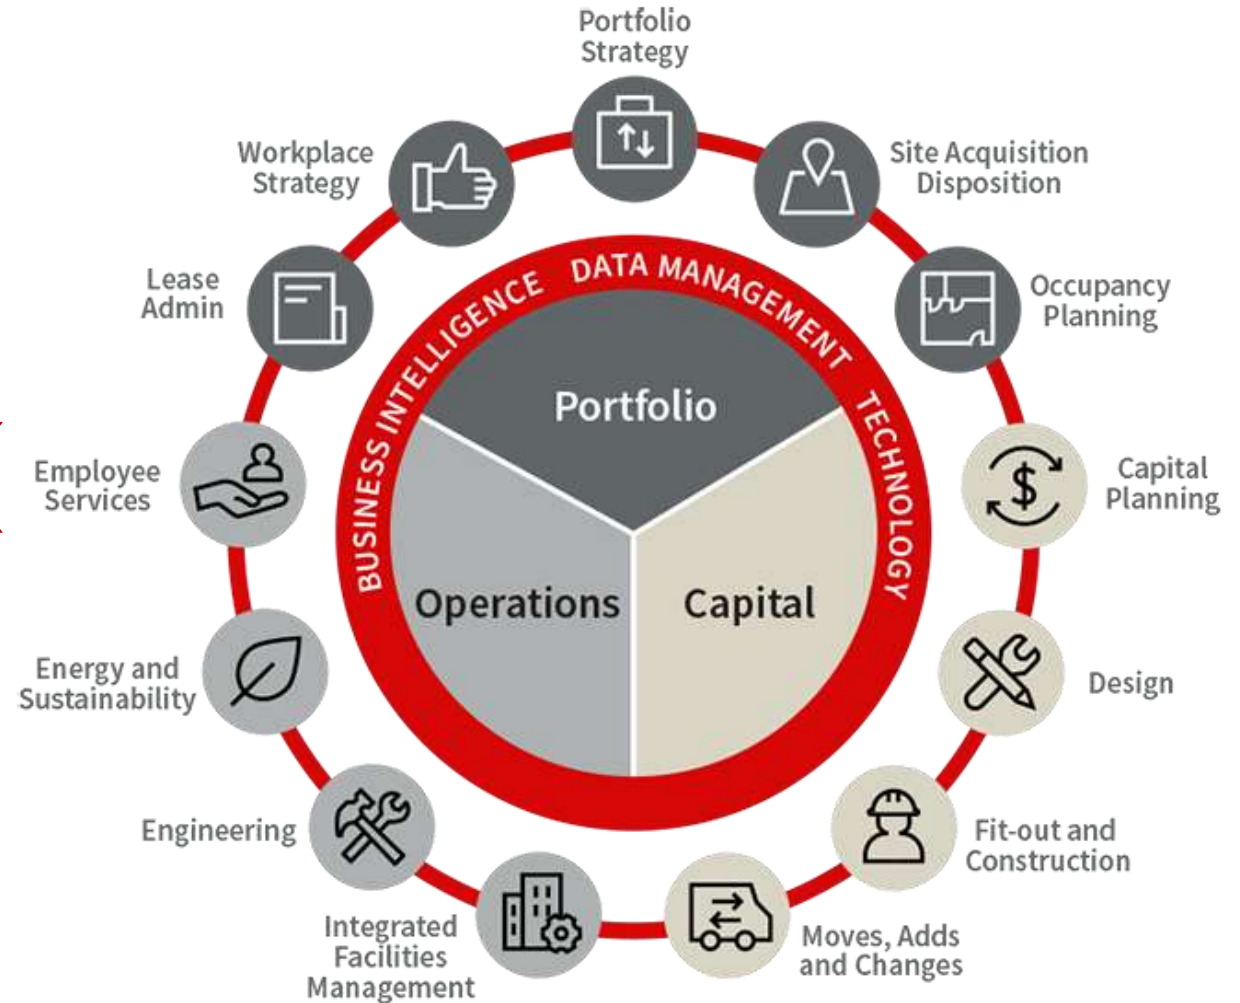 Portfolio
Strategy
Workplace
Strategy
Site Acquisition
Disposition
Lease
Admin
Occupancy
Planning
BUSINESS INTELLIGENCE DATA MANAGEMENT TECHNOLOGY
Portfolio
Employee
Services
Capital
Planning
Operations
Capital
Energy and
Sustainability
Design
Engineering
Fit-out and
Construction
Integrated
Facilities
Management
Moves, Adds
and Changes
$